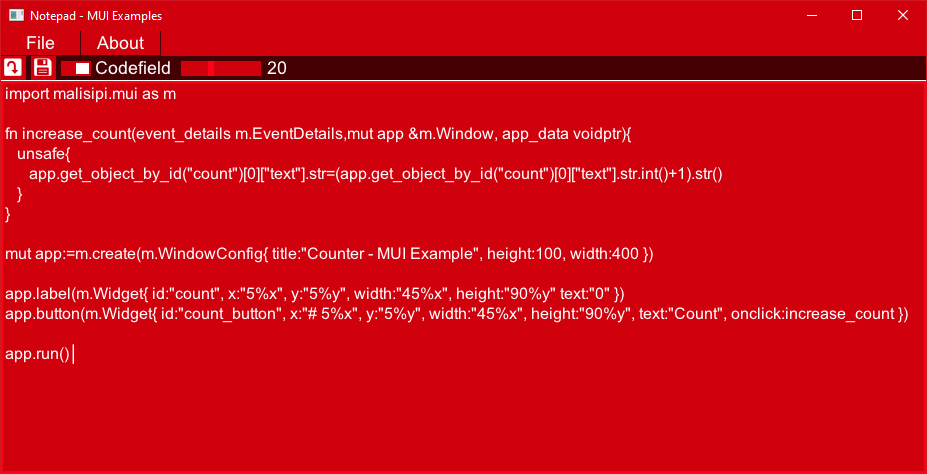 Notepad - MUI Examples
File About
Codefield 20
import malisipi.mui as m
fn increase_count(event_details m.EventDetails,mut app &m.Window, app_data voidptr){
unsafe{
app.get_object_by_id("count")[0]["text"].str=(app.get_object_by_id("count")[0]["text"].str.int()+1).str()
}
}
mut app:=m.create(m.WindowConfig{ title:"Counter - MUI Example", height:100, width:400 })
app.label(m.Widget{ id:"count", x:"5%x", y:"5%y", width:"45%x", height:"90%y" text:"0" })
app.button(m.Widget{ id:"count_button", x:"# 5%x", y:"5%y", width:"45%x", height:"90%y", text:"Count", onclick:increase_count })
app.run()